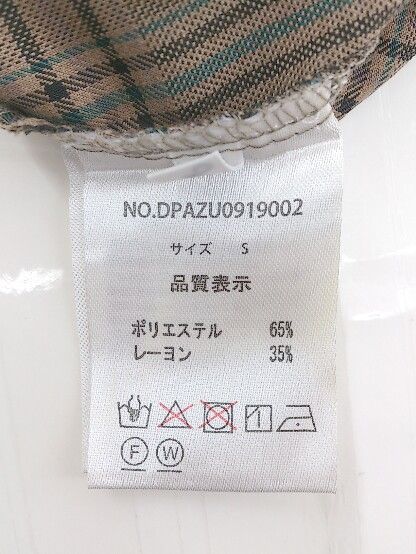 NO.DPAZU0919002
サイズ S
品質表示
ポリエステル 65%
レーヨン 35%
F W